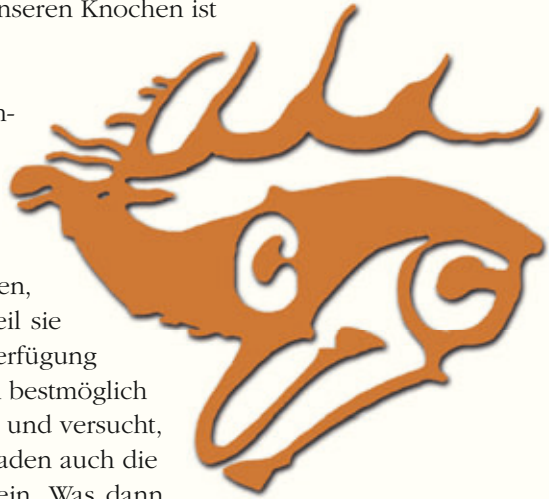 nseren Knochen ist
n-
en,
eil sie
erfügung
bestmöglich
und versucht,
aden auch die
ein. Was dann